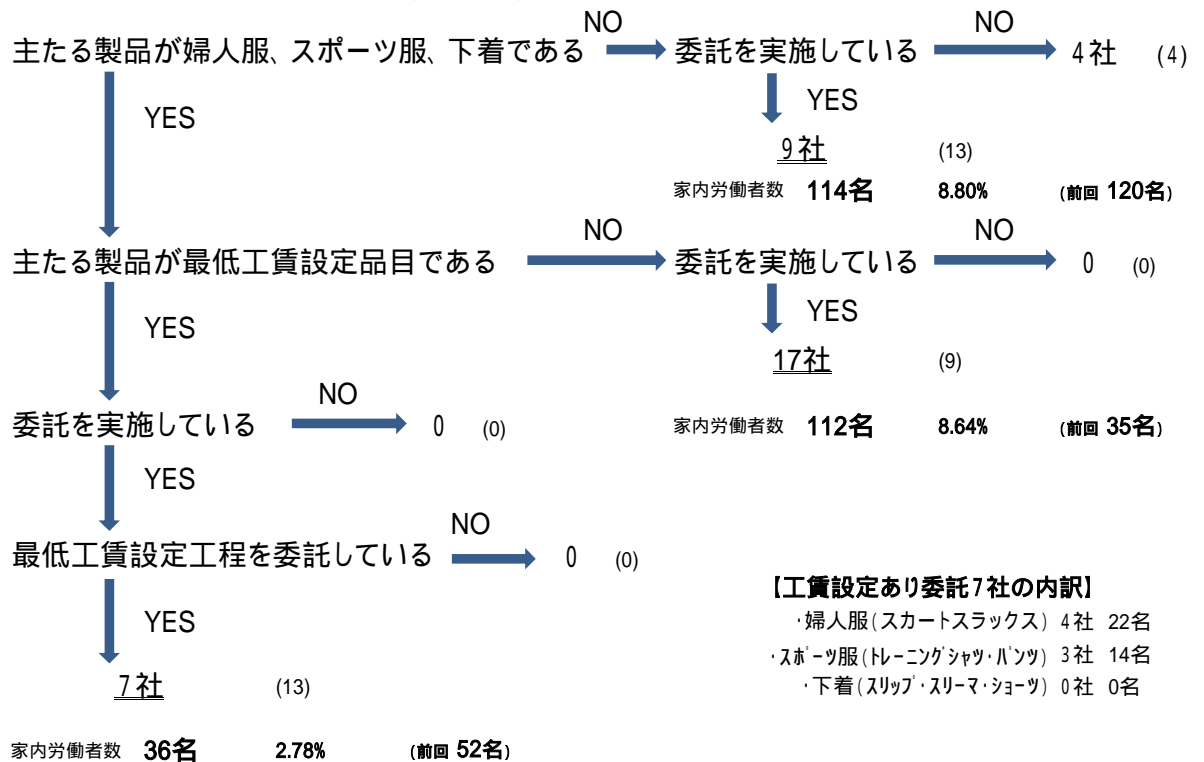 NO NO
主たる製品が婦人服、スポーツ服、下着である 委託を実施している 4社 (4)
YES YES
9社 (13)
家内労働者数 114名 8.80% (前回 120名)
NO NO
主たる製品が最低工賃設定品目である 委託を実施している 0 (0)
YES YES
17社 (9)
NO
委託を実施している 0 (0) 家内労働者数 112名 8.64% (前回 35名)
YES
NO
最低工賃設定工程を委託している 0 (0)
【工賃設定あり委託7社の内訳】
YES ・婦人服(スカートスラックス) 4社 22名
・スポーツ服(トレーニングシャツ・パンツ) 3社 14名
7社 (13) ・下着(スリップ・スリーマ・ショーツ) 0社 0名
家内労働者数 36名 2.78% (前回 52名)